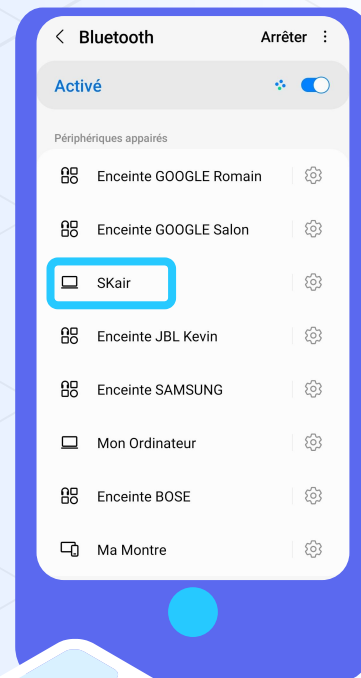 Bluetooth Arrêter
Activé
Périphériques appairés
Enceinte GOOGLE Romain
Enceinte GOOGLE Salon
SKair
Enceinte JBL Kevin
Enceinte SAMSUNG
Mon Ordinateur
Enceinte BOSE
Ma Montre